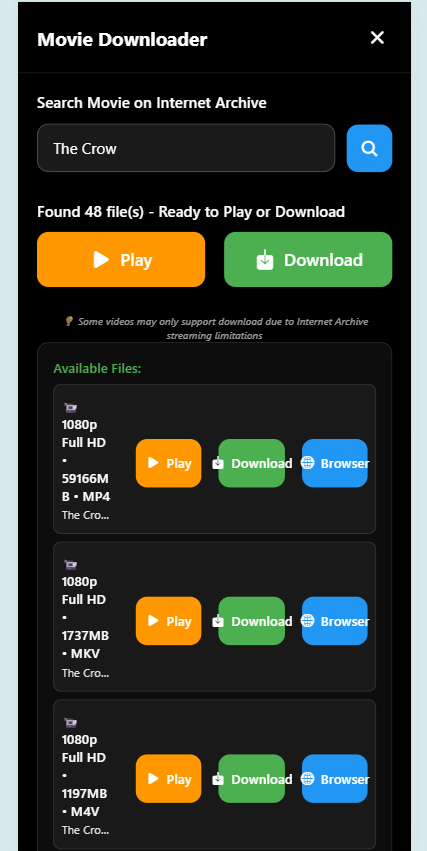 Movie Downloader
Search Movie on Internet Archive
The Crow
Found 48 file(s) - Ready to Play or Download
Play
Download
Some videos may only support download due to Internet Archive
streaming limitations
Available Files:
1080p
Full HD
•
59166M
B • MP4
The Cro...
Play
Download
Browser
1080p
Full HD
•
1737MB
• MKV
The Cro...
Play
Download
Browser
1080p
Full HD
•
1197MB
• M4V
The Cro...
Play
Download
Browser